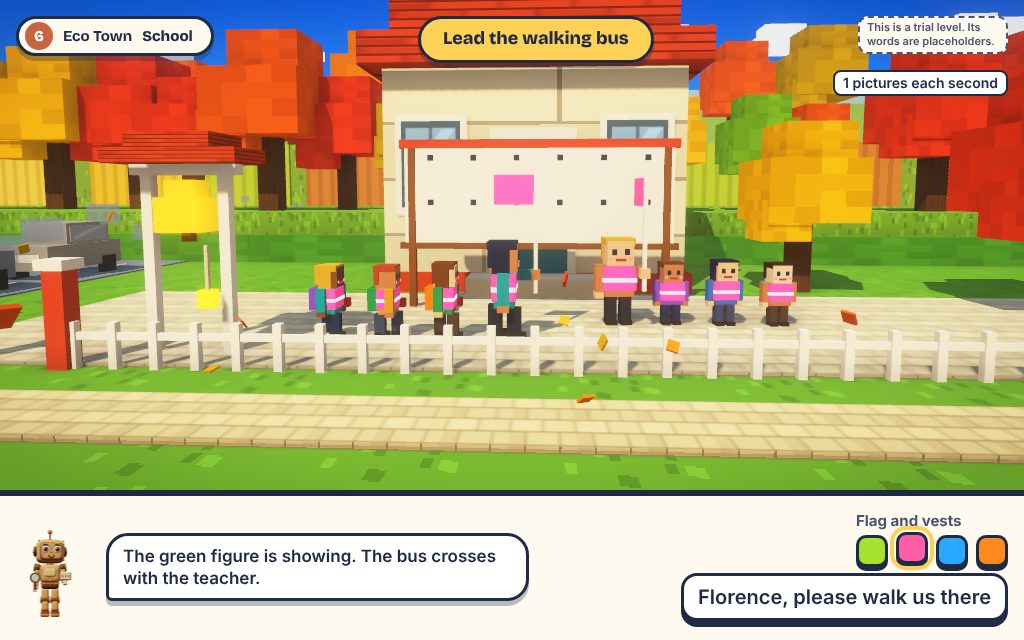 6 Eco Town School
Lead the walking bus
This is a trial level. Its
words are placeholders.
1 pictures each second
The green figure is showing. The bus crosses
with the teacher.
Flag and vests
Florence, please walk us there